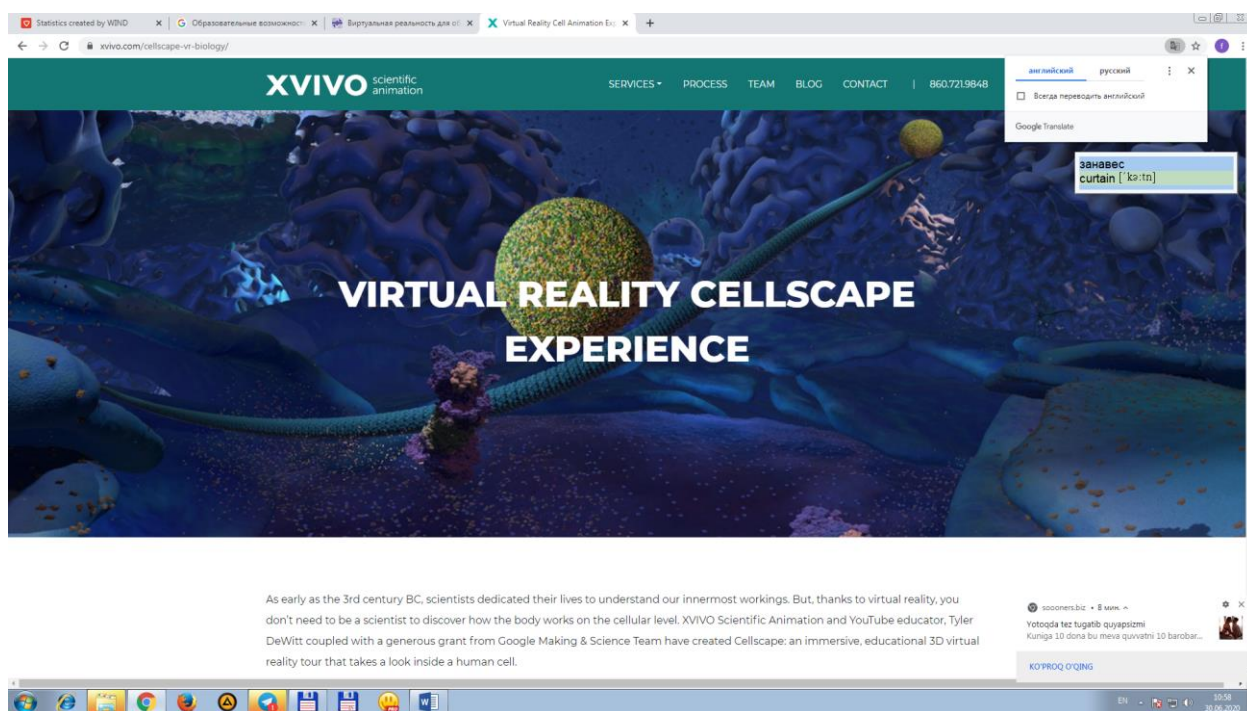 Statistics created by WIND
Образовательные возможност
Виртуальная реальность для об
Virtual Reality Cell Animation Exp
xvivo.com/cellscape-vr-biology/
XVIVO scientific animation
SERVICES PROCESS TEAM BLOG CONTACT | 860.721.9848
английский русский
Всегда переводить английский
Google Translate
занавес
curtain [ˈkə:tn]
VIRTUAL REALITY CELLSCAPE
EXPERIENCE
As early as the 3rd century BC, scientists dedicated their lives to understand our innermost workings. But, thanks to virtual reality, you
don't need to be a scientist to discover how the body works on the cellular level. XVIVO Scientific Animation and YouTube educator, Tyler
DeWitt coupled with a generous grant from Google Making & Science Team have created Cellscape: an immersive, educational 3D virtual
reality tour that takes a look inside a human cell.
soooners.biz • 8 мин.
Yotoqda tez tugatib quyapsizmi
Kuniga 10 dona bu meva quvvatni 10 barobar...
KO'PROQ O'QING
EN
10:58
30.06.2020